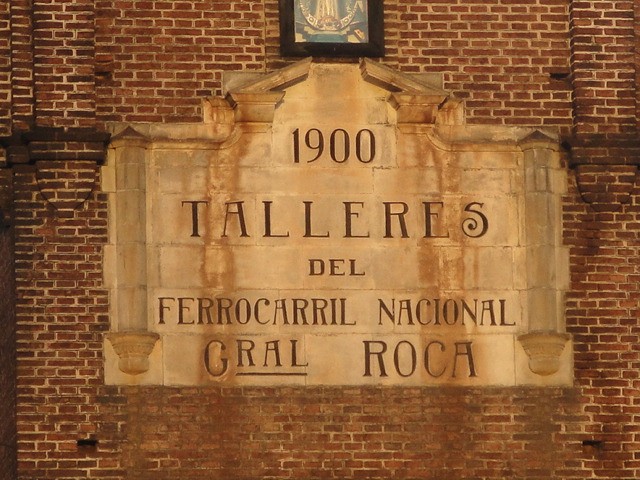 1900
TALLERES
DEL
FERROCARRIL NACIONAL
GRAL ROCA